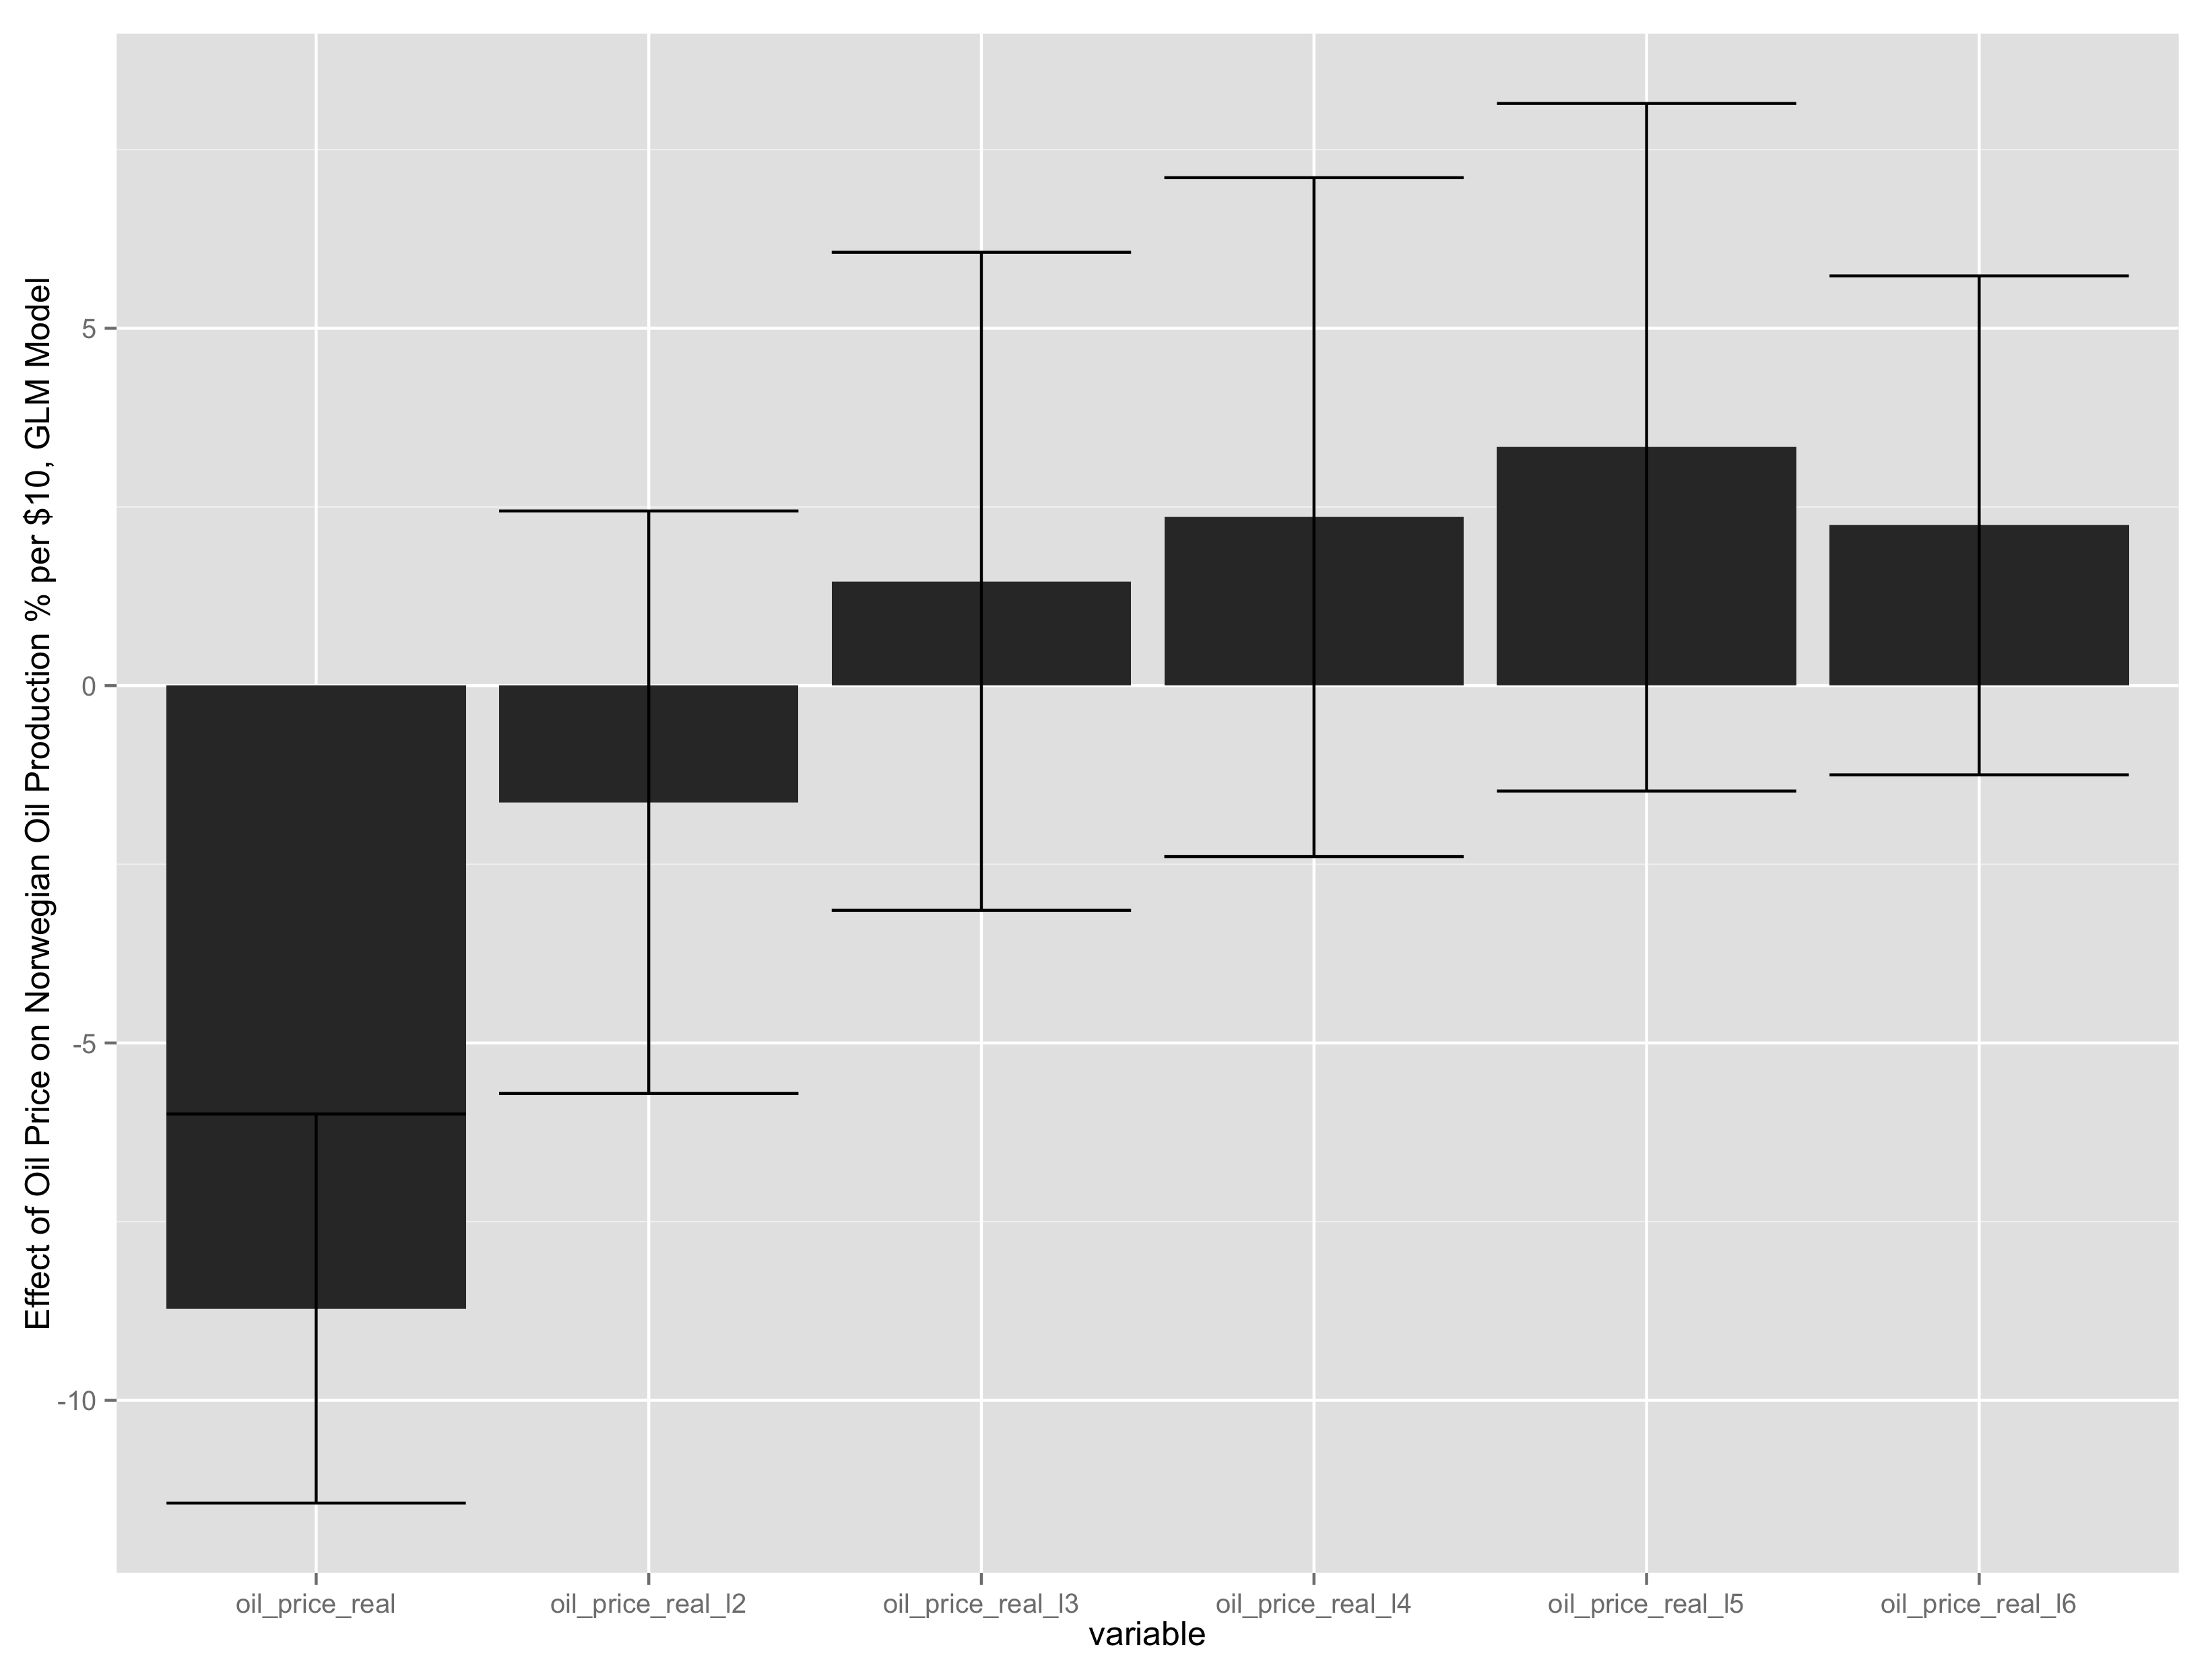 Effect of Oil Price on Norwegian Oil Production % per $10, GLM Model
5
0
-5
-10
oil_price_real
oil_price_real_l2
oil_price_real_l3
oil_price_real_l4
oil_price_real_l5
oil_price_real_l6
variable